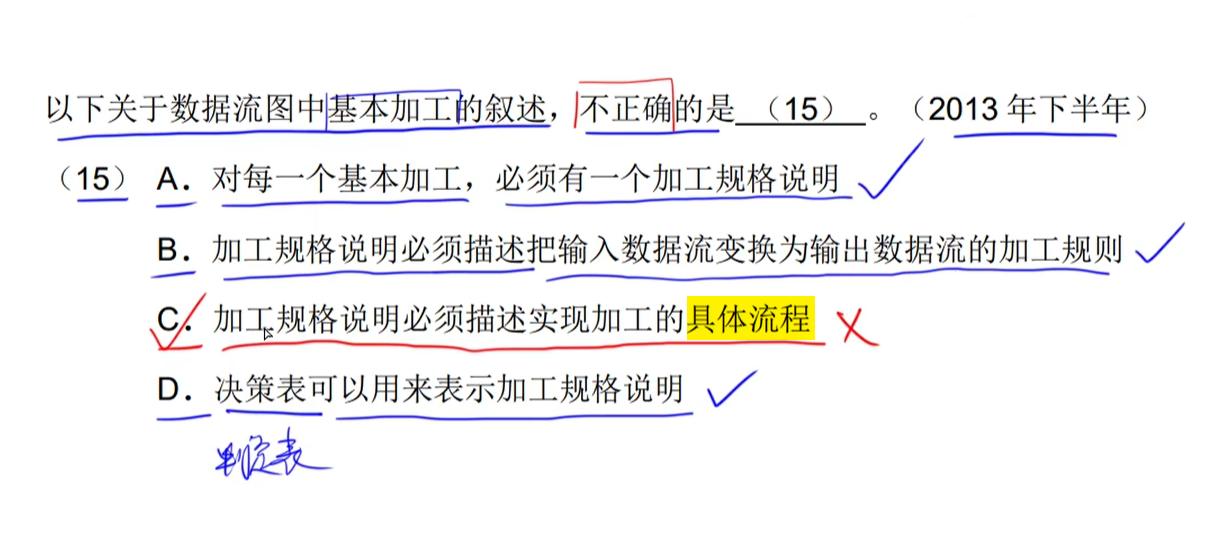 以下关于数据流图中基本加工的叙述，不正确的是（15）。（2013年下半年）
（15）A. 对每一个基本加工，必须有一个加工规格说明
B. 加工规格说明必须描述把输入数据流变换为输出数据流的加工规则
C. 加工规格说明必须描述实现加工的具体流程
D. 决策表可以用来表示加工规格说明
判定表